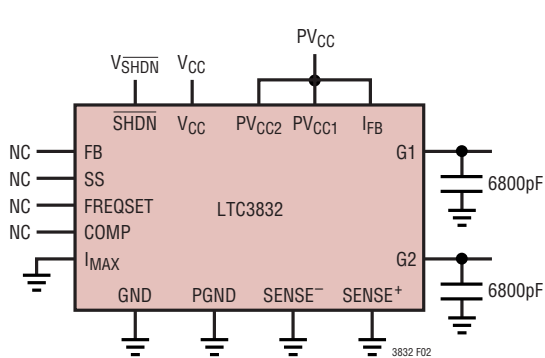 PVCC
VSHDN VCC
SHDN VCC PVCC2 PVCC1 IFB
NC FB G1
NC SS 6800pF
NC FREQSET LTC3832
NC COMP
IMAX G2
6800pF
GND PGND SENSE– SENSE+
3832 F02